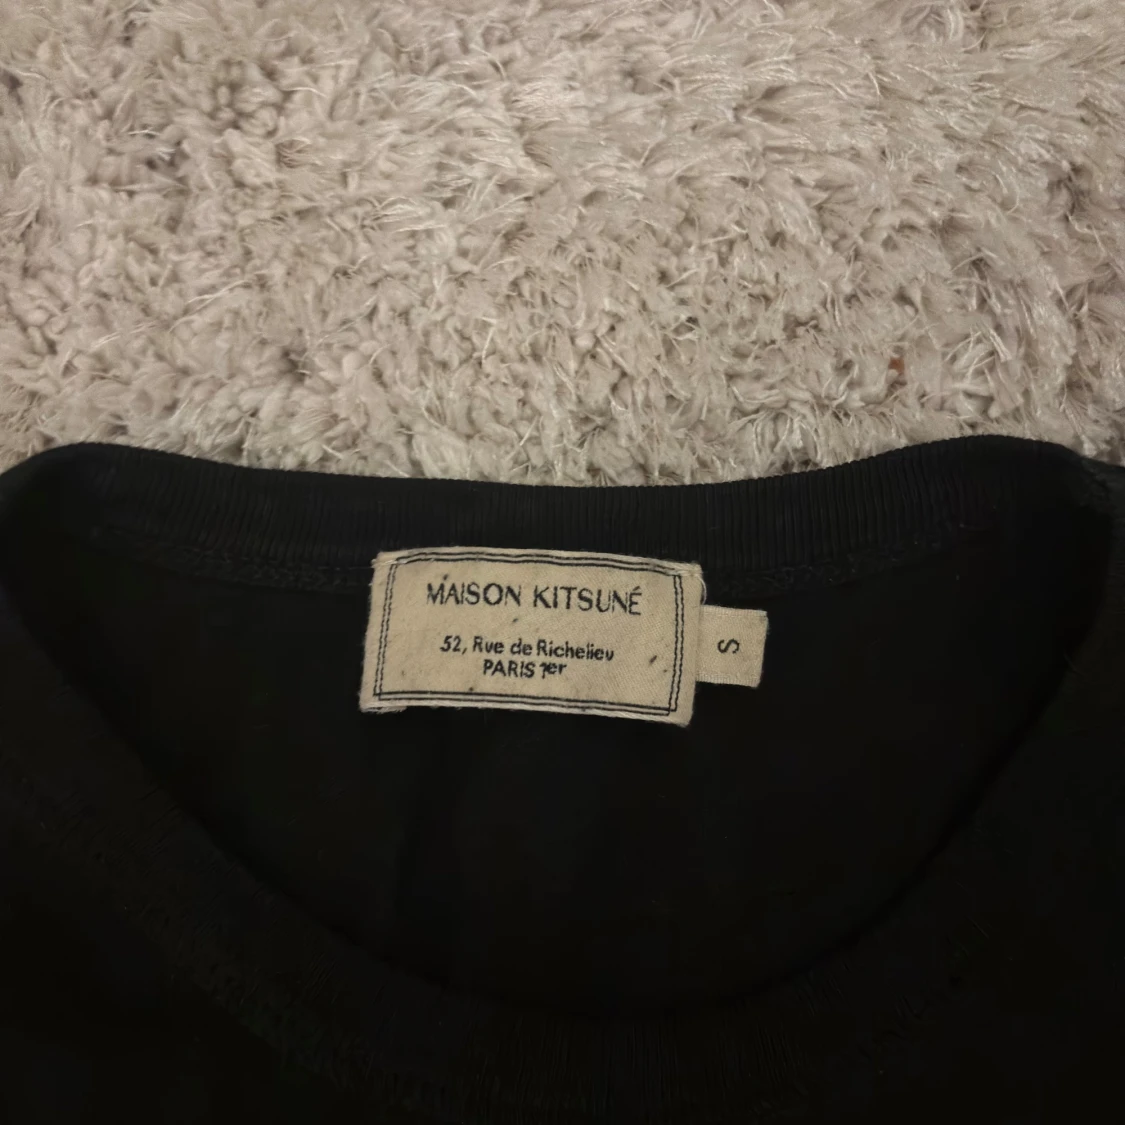 MAISON KITSUNÉ
52, Rue de Richelieu
PARIS 1er
S